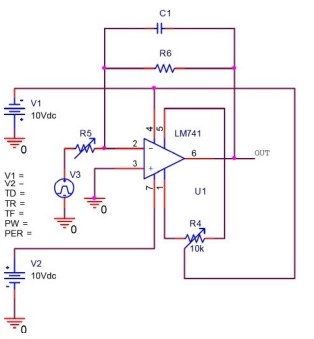 C1
R6
V1
10Vdc
0
R5
LM741
4
5
2
3
6
7
1
OUT
V3
U1
0
0
V1 =
V2 –
TD =
TR =
TF =
PW =
PER =
R4
10k
V2
10Vdc
0